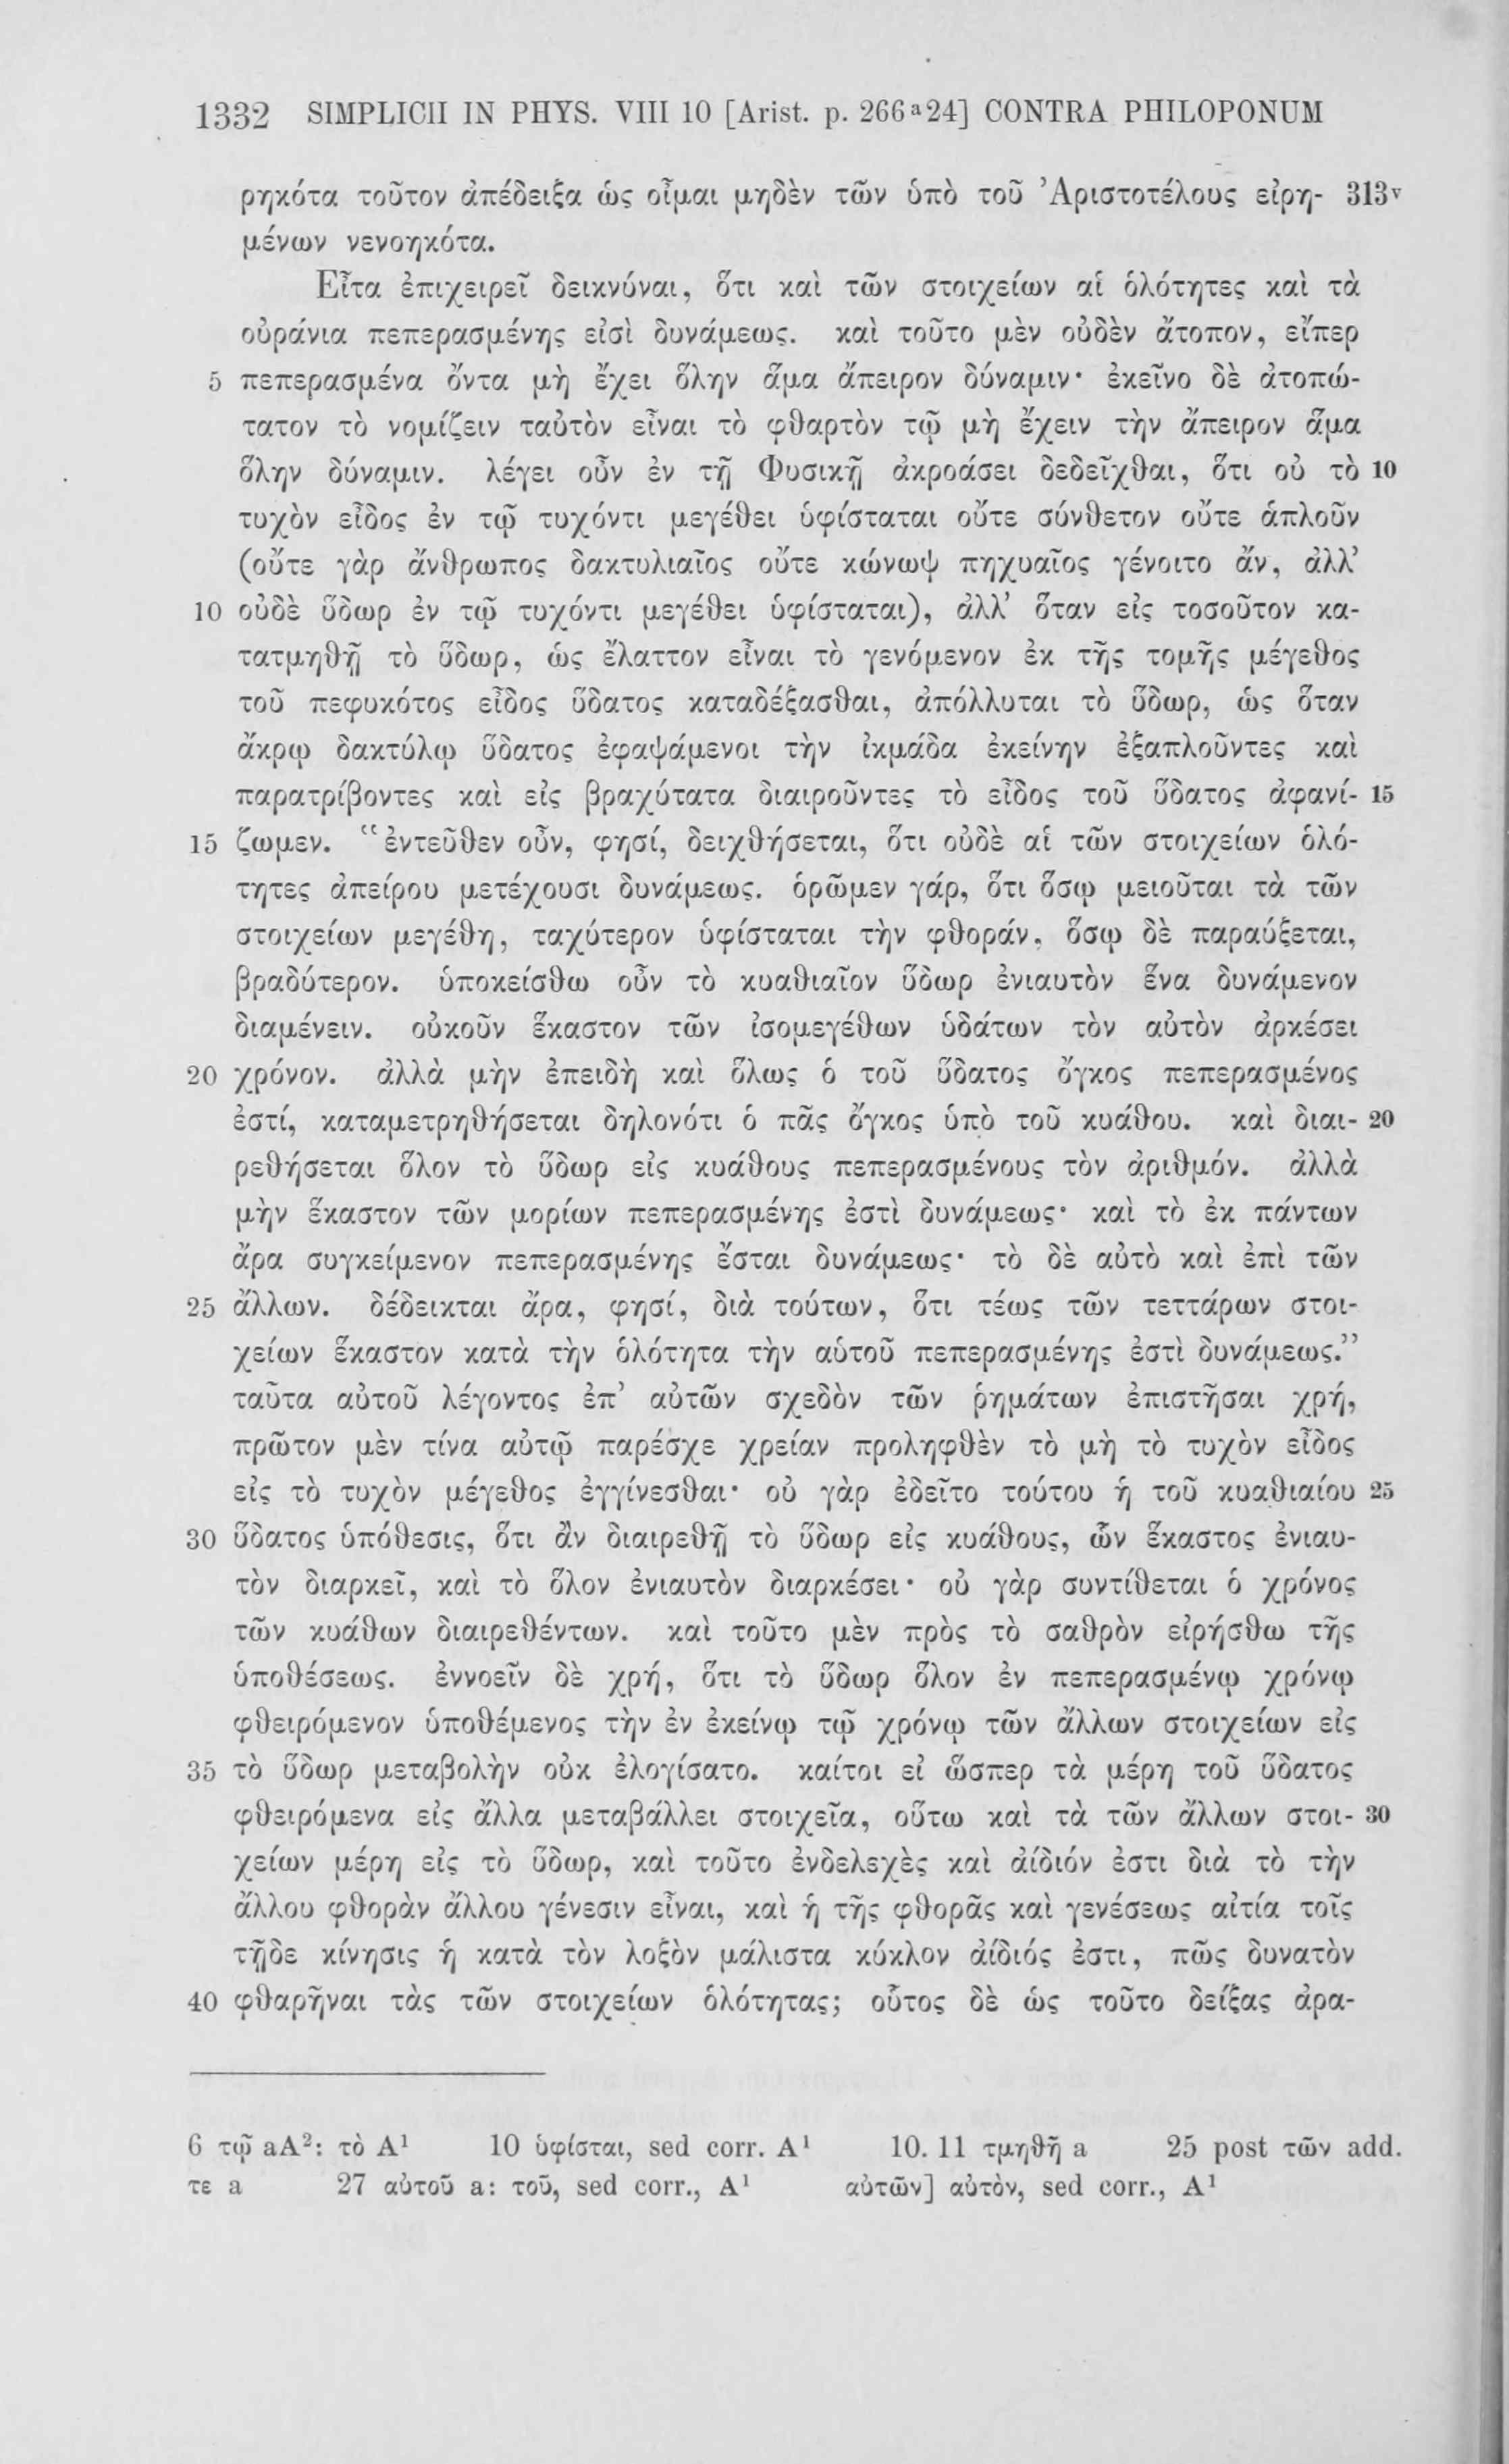 1332 SIMPLICII IN PHYS. VIII 10 [Arist. p. 266ᵃ24] CONTRA PHILOPONUM
ρηκότα τοῦτον ἀπέδειξα ὡς οἶμαι μηδὲν τῶν ὑπὸ τοῦ Ἀριστοτέλους εἰρη- 313ᵛ
μένων νενοηκότα.
Εἶτα ἐπιχειρεῖ δεικνύναι, ὅτι καὶ τῶν στοιχείων αἱ ὁλότητες καὶ τὰ
οὐράνια πεπερασμένης εἰσὶ δυνάμεως. καὶ τοῦτο μὲν οὐδὲν ἄτοπον, εἴπερ
5 πεπερασμένα ὄντα μὴ ἔχει ὅλην ἅμα ἄπειρον δύναμιν· ἐκεῖνο δὲ ἀτοπώ-
τατον τὸ νομίζειν ταὐτὸν εἶναι τὸ φθαρτὸν τῷ μὴ ἔχειν τὴν ἄπειρον ἅμα
ὅλην δύναμιν. λέγει οὖν ἐν τῇ Φυσικῇ ἀκροάσει δεδεῖχθαι, ὅτι οὐ τὸ 10
τυχὸν εἶδος ἐν τῷ τυχόντι μεγέθει ὑφίσταται οὔτε σύνθετον οὔτε ἁπλοῦν
(οὔτε γὰρ ἄνθρωπος δακτυλιαῖος οὔτε κώνωψ πηχυαῖος γένοιτο ἄν, ἀλλ’
10 οὐδὲ ὕδωρ ἐν τῷ τυχόντι μεγέθει ὑφίσταται), ἀλλ’ ὅταν εἰς τοσοῦτον κα-
τατμηθῇ τὸ ὕδωρ, ὡς ἔλαττον εἶναι τὸ γενόμενον ἐκ τῆς τομῆς μέγεθος
τοῦ πεφυκότος εἶδος ὕδατος καταδέξασθαι, ἀπόλλυται τὸ ὕδωρ, ὡς ὅταν
ἄκρῳ δακτύλῳ ὕδατος ἐφαψάμενοι τὴν ἰκμάδα ἐκείνην ἐξαπλοῦντες καὶ
παρατρίβοντες καὶ εἰς βραχύτατα διαιροῦντες τὸ εἶδος τοῦ ὕδατος ἀφανί- 15
15 ζωμεν. “ἐντεῦθεν οὖν, φησί, δειχθήσεται, ὅτι οὐδὲ αἱ τῶν στοιχείων ὁλό-
τητες ἀπείρου μετέχουσι δυνάμεως. ὁρῶμεν γάρ, ὅτι ὅσῳ μειοῦται τὰ τῶν
στοιχείων μεγέθη, ταχύτερον ὑφίσταται τὴν φθοράν, ὅσῳ δὲ παραύξεται,
βραδύτερον. ὑποκείσθω οὖν τὸ κυαθιαῖον ὕδωρ ἐνιαυτὸν ἕνα δυνάμενον
διαμένειν. οὐκοῦν ἕκαστον τῶν ἰσομεγέθων ὑδάτων τὸν αὐτὸν ἀρκέσει
20 χρόνον. ἀλλὰ μὴν ἐπειδὴ καὶ ὅλως ὁ τοῦ ὕδατος ὄγκος πεπερασμένος
ἐστί, καταμετρηθήσεται δηλονότι ὁ πᾶς ὄγκος ὑπὸ τοῦ κυάθου. καὶ διαι- 20
ρεθήσεται ὅλον τὸ ὕδωρ εἰς κυάθους πεπερασμένους τὸν ἀριθμόν. ἀλλὰ
μὴν ἕκαστον τῶν μορίων πεπερασμένης ἐστὶ δυνάμεως· καὶ τὸ ἐκ πάντων
ἄρα συγκείμενον πεπερασμένης ἔσται δυνάμεως· τὸ δὲ αὐτὸ καὶ ἐπὶ τῶν
25 ἄλλων. δέδεικται ἄρα, φησί, διὰ τούτων, ὅτι τέως τῶν τεττάρων στοι-
χείων ἕκαστον κατὰ τὴν ὁλότητα τὴν αὑτοῦ πεπερασμένης ἐστὶ δυνάμεως.”
ταῦτα αὐτοῦ λέγοντος ἐπ’ αὐτῶν σχεδὸν τῶν ῥημάτων ἐπιστῆσαι χρή,
πρῶτον μὲν τίνα αὐτῷ παρέσχε χρείαν προληφθὲν τὸ μὴ τὸ τυχὸν εἶδος
εἰς τὸ τυχὸν μέγεθος ἐγγίνεσθαι· οὐ γὰρ ἐδεῖτο τούτου ἡ τοῦ κυαθιαίου 25
30 ὕδατος ὑπόθεσις, ὅτι ἂν διαιρεθῇ τὸ ὕδωρ εἰς κυάθους, ὧν ἕκαστος ἐνιαυ-
τὸν διαρκεῖ, καὶ τὸ ὅλον ἐνιαυτὸν διαρκέσει· οὐ γὰρ συντίθεται ὁ χρόνος
τῶν κυάθων διαιρεθέντων. καὶ τοῦτο μὲν πρὸς τὸ σαθρὸν εἰρήσθω τῆς
ὑποθέσεως. ἐννοεῖν δὲ χρή, ὅτι τὸ ὕδωρ ὅλον ἐν πεπερασμένῳ χρόνῳ
φθειρόμενον ὑποθέμενος τὴν ἐν ἐκείνῳ τῷ χρόνῳ τῶν ἄλλων στοιχείων εἰς
35 τὸ ὕδωρ μεταβολὴν οὐκ ἐλογίσατο. καίτοι εἰ ὥσπερ τὰ μέρη τοῦ ὕδατος
φθειρόμενα εἰς ἄλλα μεταβάλλει στοιχεῖα, οὕτω καὶ τὰ τῶν ἄλλων στοι- 30
χείων μέρη εἰς τὸ ὕδωρ, καὶ τοῦτο ἐνδελεχὲς καὶ ἀίδιόν ἐστι διὰ τὸ τὴν
ἄλλου φθορὰν ἄλλου γένεσιν εἶναι, καὶ ἡ τῆς φθορᾶς καὶ γενέσεως αἰτία τοῖς
τῇδε κίνησις ἡ κατὰ τὸν λοξὸν μάλιστα κύκλον ἀίδιός ἐστι, πῶς δυνατὸν
40 φθαρῆναι τὰς τῶν στοιχείων ὁλότητας; οὗτος δὲ ὡς τοῦτο δείξας ἀρα-
6 τῷ aA²: τὸ A¹ 10 ὑφίσται, sed corr. A¹ 10. 11 τμηθῇ a 25 post τῶν add.
τε a 27 αὐτοῦ a: τοῦ, sed corr., A¹ αὐτῶν] αὐτὸν, sed corr., A¹